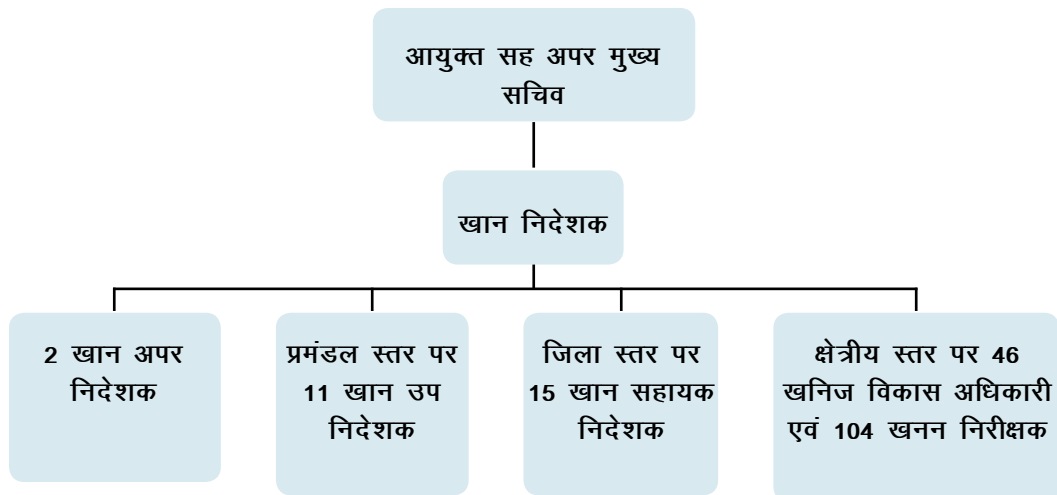 आयुक्त सह अपर मुख्य
सचिव
खान निदेशक
2 खान अपर
निदेशक
प्रमंडल स्तर पर
11 खान उप
निदेशक
जिला स्तर पर
15 खान सहायक
निदेशक
क्षेत्रीय स्तर पर 46
खनिज विकास अधिकारी
एवं 104 खनन निरीक्षक